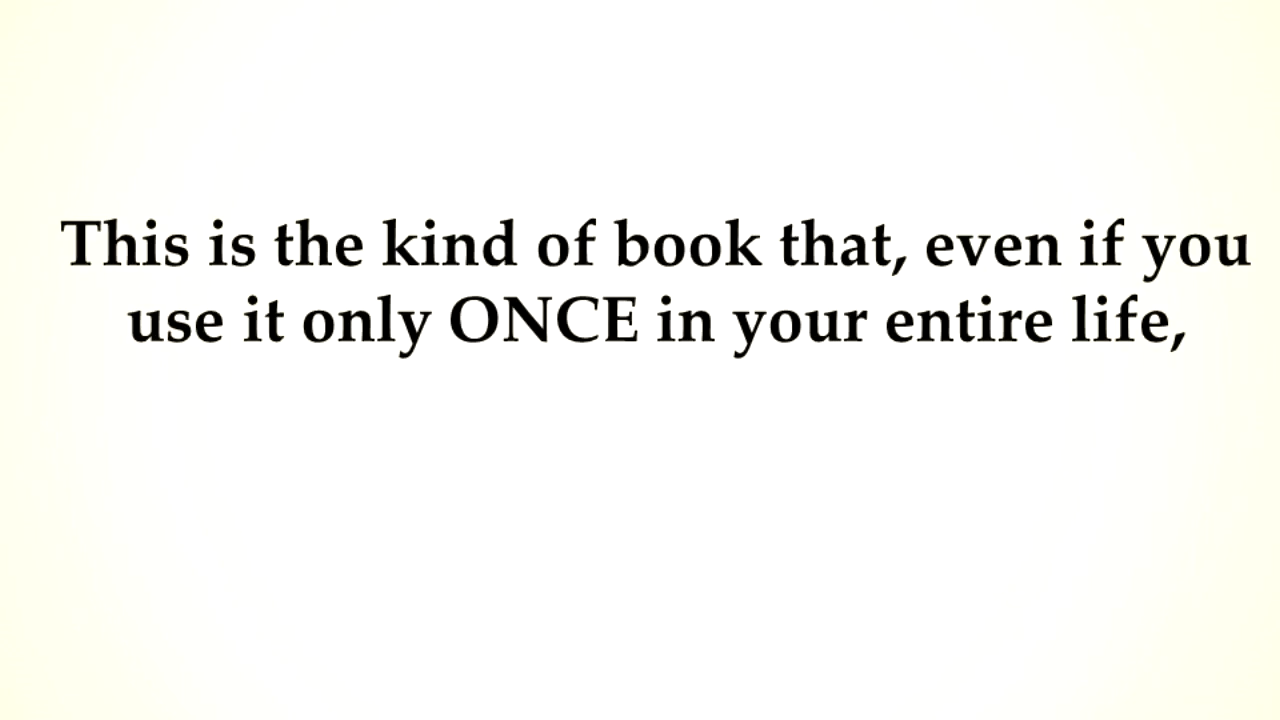 This is the kind of book that, even if you
use it only ONCE in your entire life,